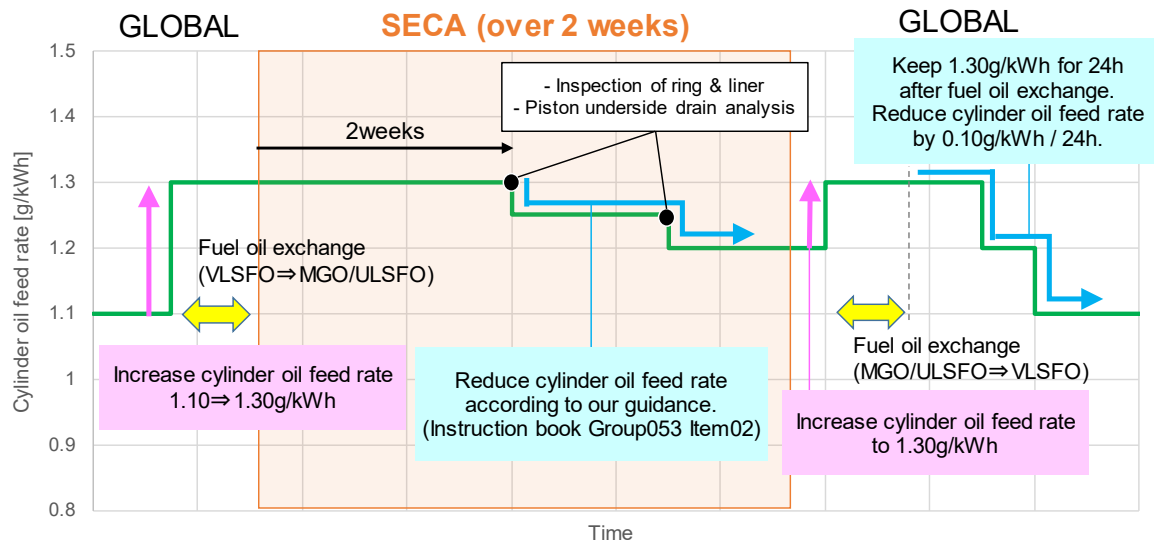 GLOBAL
SECA (over 2 weeks)
GLOBAL
Cylinder oil feed rate [g/kWh]
1.5
1.4
1.3
1.2
1.1
1
0.9
0.8
- Inspection of ring & liner
- Piston underside drain analysis
Keep 1.30g/kWh for 24h
after fuel oil exchange.
Reduce cylinder oil feed rate
by 0.10g/kWh / 24h.
2weeks
Fuel oil exchange
(VLSFO⇒MGO/ULSFO)
Increase cylinder oil feed rate
1.10⇒1.30g/kWh
Reduce cylinder oil feed rate
according to our guidance.
(Instruction book Group053 Item02)
Fuel oil exchange
(MGO/ULSFO⇒VLSFO)
Increase cylinder oil feed rate
to 1.30g/kWh
Time